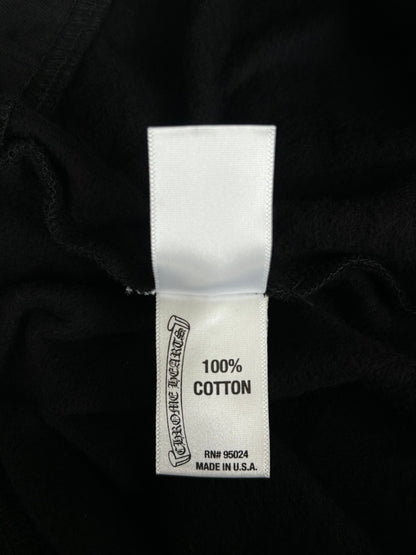 CHROME HEARTS
100%
COTTON
RN# 95024
MADE IN U.S.A.